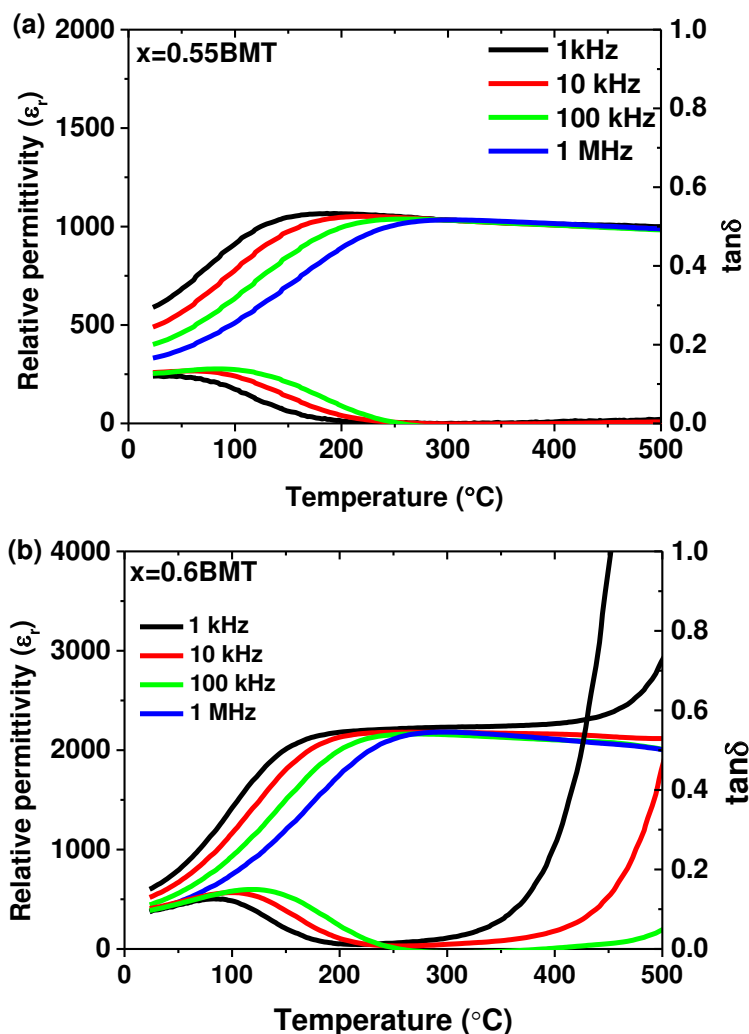 (a)
x=0.55BMT
1kHz
10 kHz
100 kHz
1 MHz
2000
1500
1000
500
0
Relative permittivity (εr)
1.0
0.8
0.6
0.4
0.2
0.0
tanδ
0 100 200 300 400 500
Temperature (°C)
(b)
x=0.6BMT
1 kHz
10 kHz
100 kHz
1 MHz
4000
3000
2000
1000
0
Relative permittivity (εr)
1.0
0.8
0.6
0.4
0.2
0.0
tanδ
0 100 200 300 400 500
Temperature (°C)